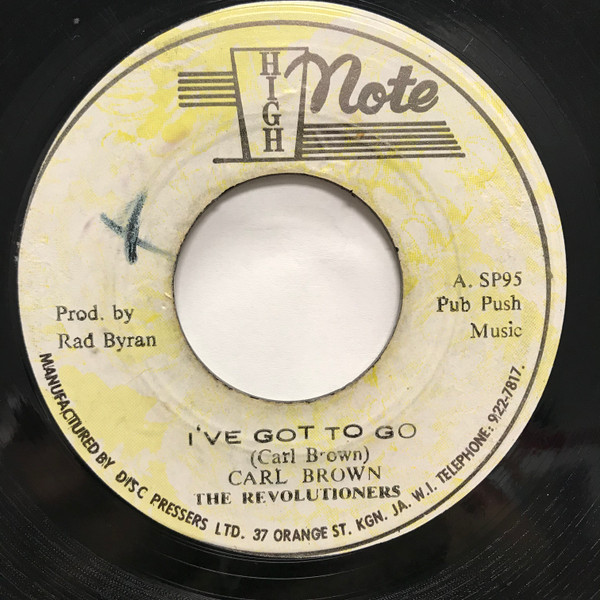 HIGH Note
A. SP95
Pub Push
Music
Prod. by
Rad Byran
I'VE GOT TO GO
(Carl Brown)
CARL BROWN
THE REVOLUTIONERS
MANUFACTURED BY DISC PRESSERS LTD. 37 ORANGE ST. KGN. JA. W.I. TELEPHONE: 922-7817.